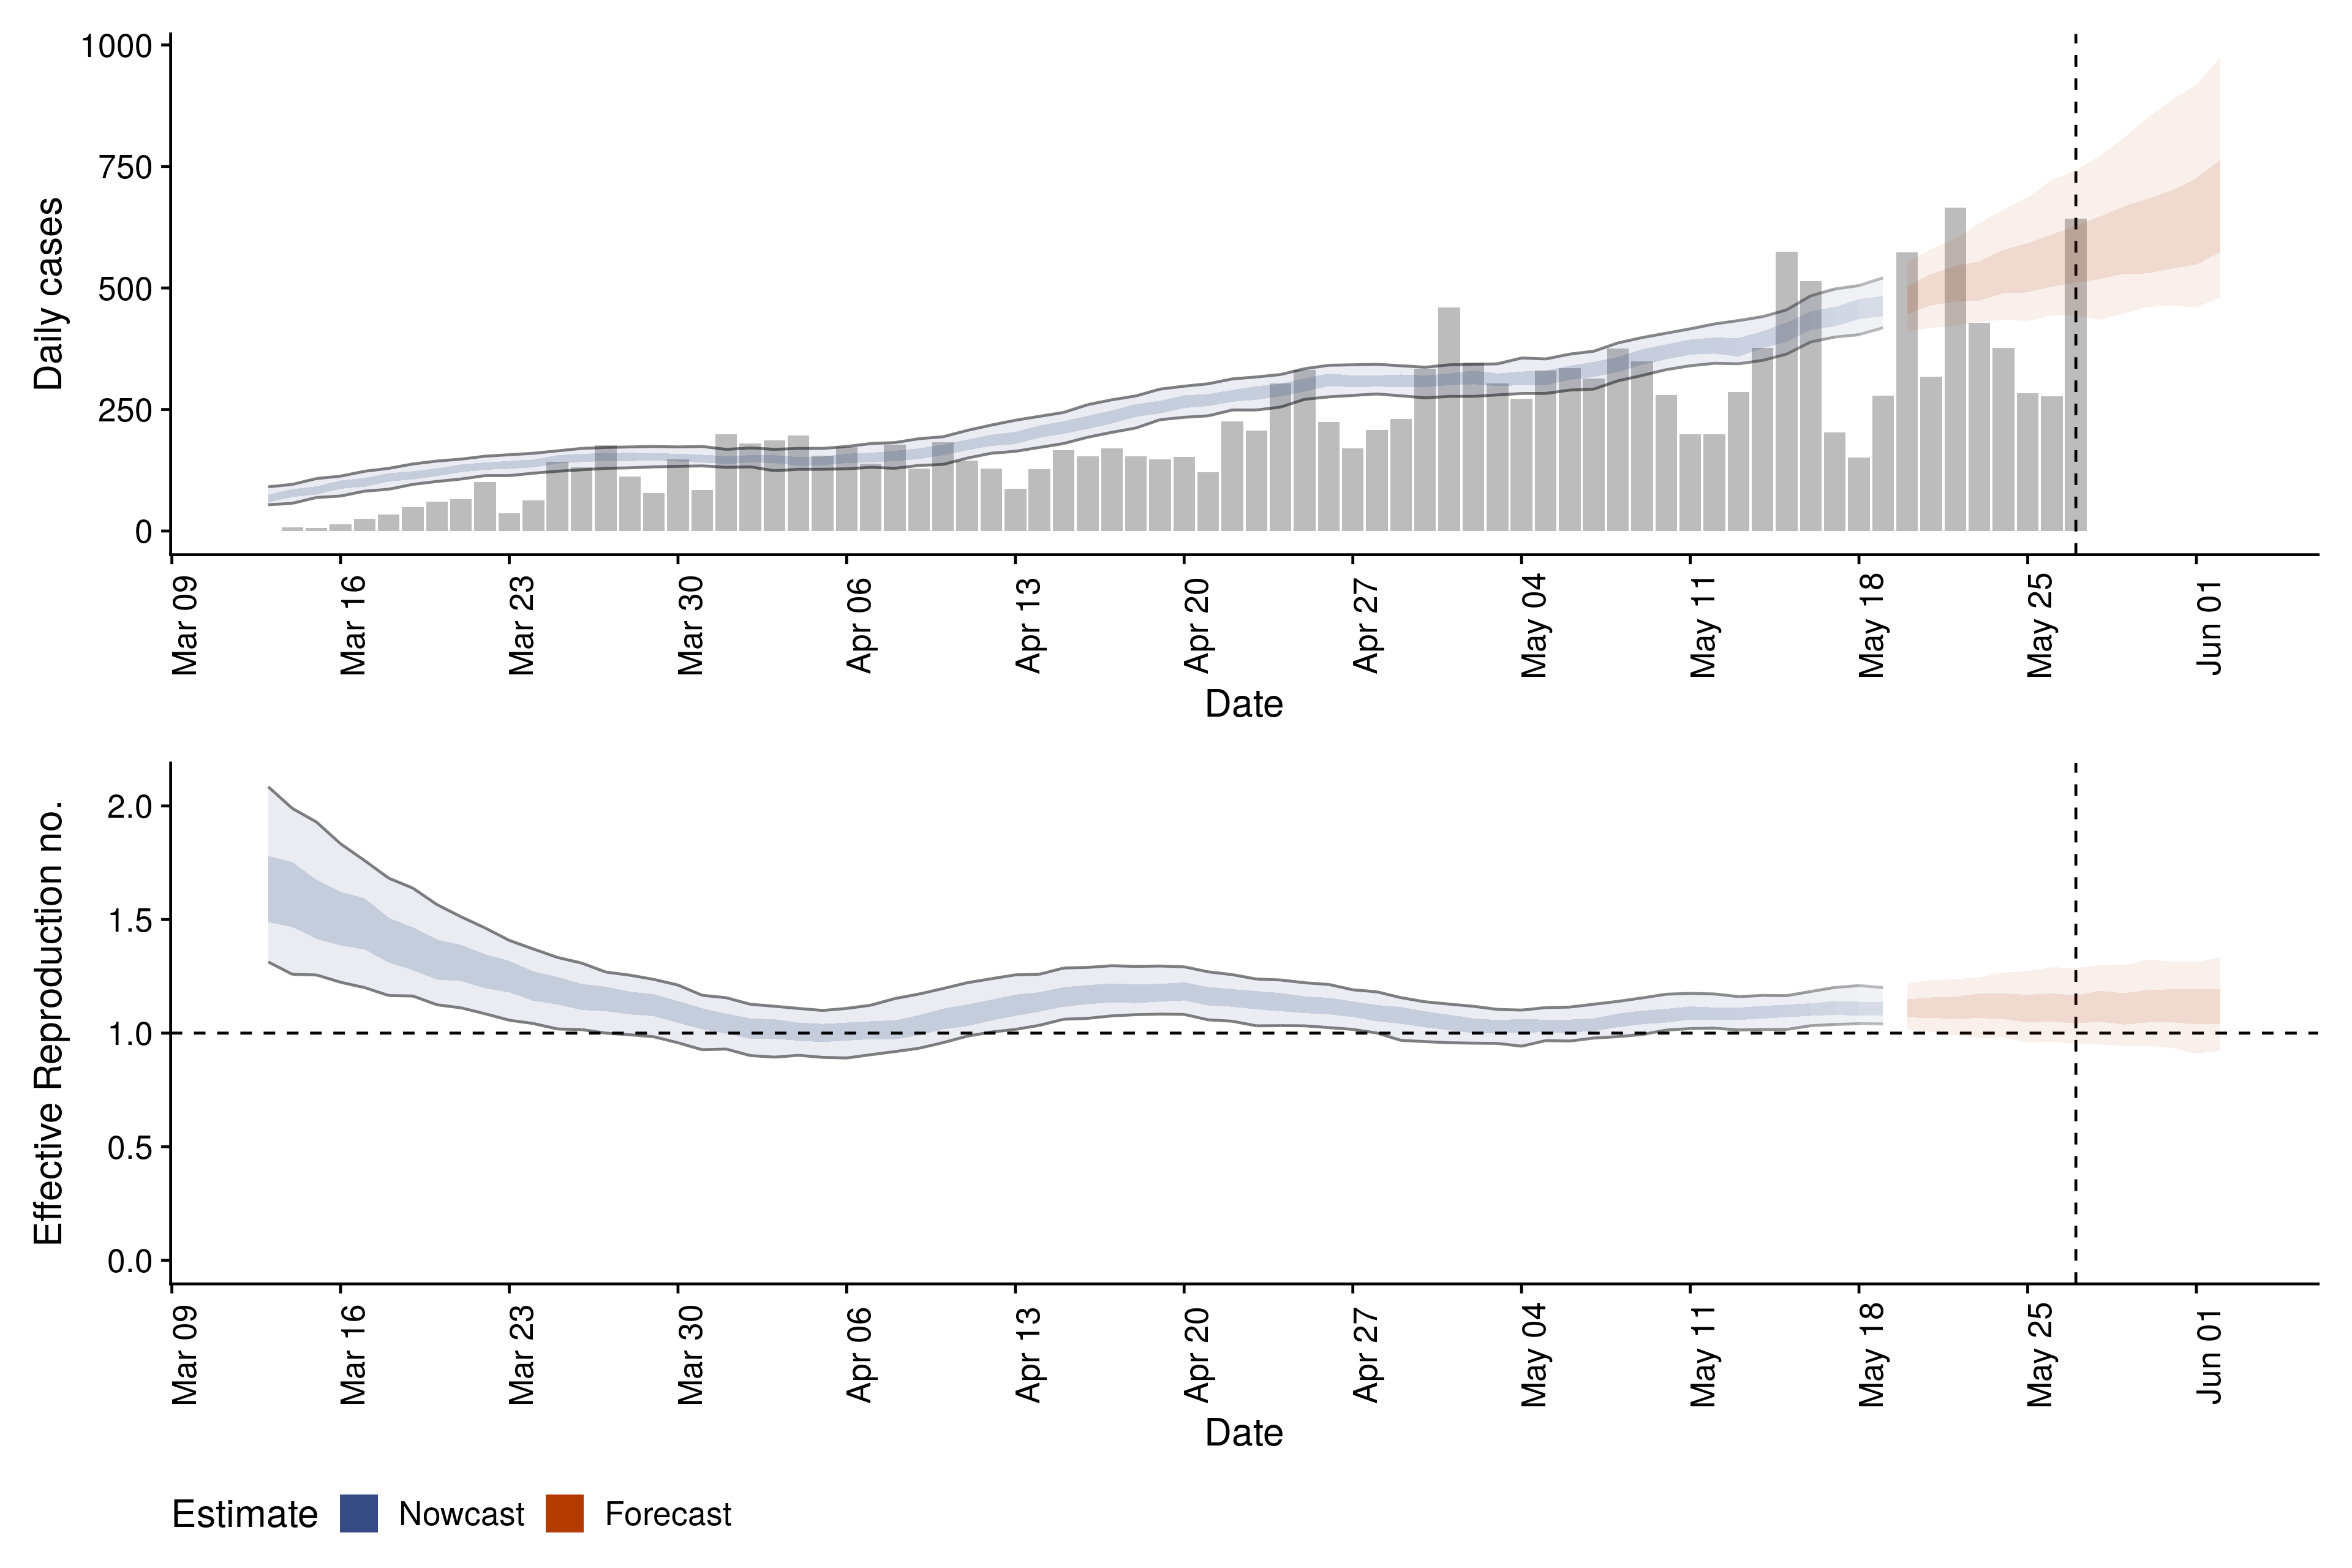 1000
750
500
250
0
Daily cases
Mar 09
Mar 16
Mar 23
Mar 30
Apr 06
Apr 13
Apr 20
Apr 27
May 04
May 11
May 18
May 25
Jun 01
Date
2.0
1.5
1.0
0.5
0.0
Effective Reproduction no.
Mar 09
Mar 16
Mar 23
Mar 30
Apr 06
Apr 13
Apr 20
Apr 27
May 04
May 11
May 18
May 25
Jun 01
Date
Estimate Nowcast Forecast